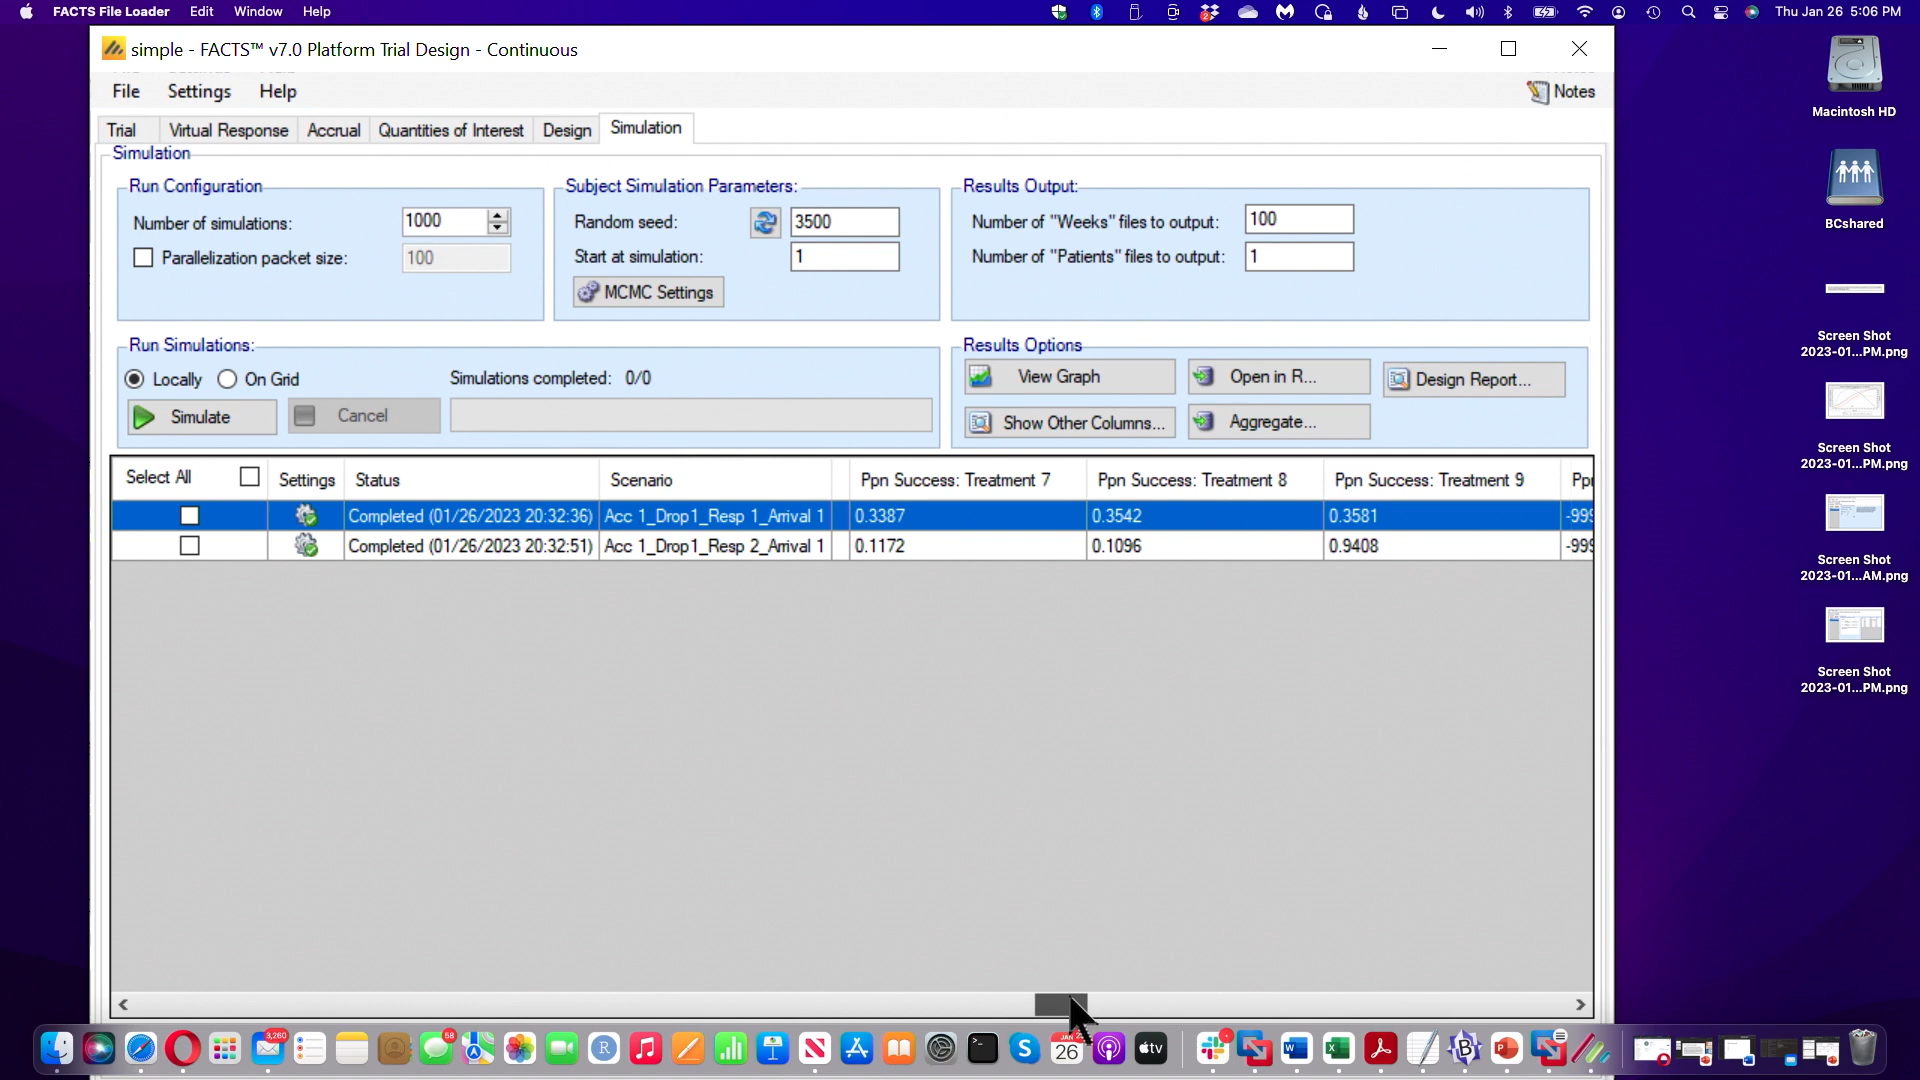 FACTS File Loader Edit Window Help Thu Jan 26 5:06 PM
simple - FACTS™ v7.0 Platform Trial Design - Continuous
File Settings Help Notes
Trial Virtual Response Accrual Quantities of Interest Design Simulation
Simulation
Run Configuration
Number of simulations: 1000
Parallelization packet size: 100
Subject Simulation Parameters:
Random seed: 3500
Start at simulation: 1
MCMC Settings
Results Output:
Number of "Weeks" files to output: 100
Number of "Patients" files to output: 1
Run Simulations:
Locally On Grid Simulations completed: 0/0
Simulate Cancel
Results Options
View Graph Open in R... Design Report...
Show Other Columns... Aggregate...
Select All Settings Status Scenario Ppn Success: Treatment 7 Ppn Success: Treatment 8 Ppn Success: Treatment 9
Completed (01/26/2023 20:32:36) Acc 1_Drop1_Resp 1_Arrival 1 0.3387 0.3542 0.3581
Completed (01/26/2023 20:32:51) Acc 1_Drop1_Resp 2_Arrival 1 0.1172 0.1096 0.9408
Macintosh HD
BCshared
Screen Shot
2023-01...PM.png
Screen Shot
2023-01...PM.png
Screen Shot
2023-01...AM.png
Screen Shot
2023-01...PM.png
3,260 68 JAN 26 tv